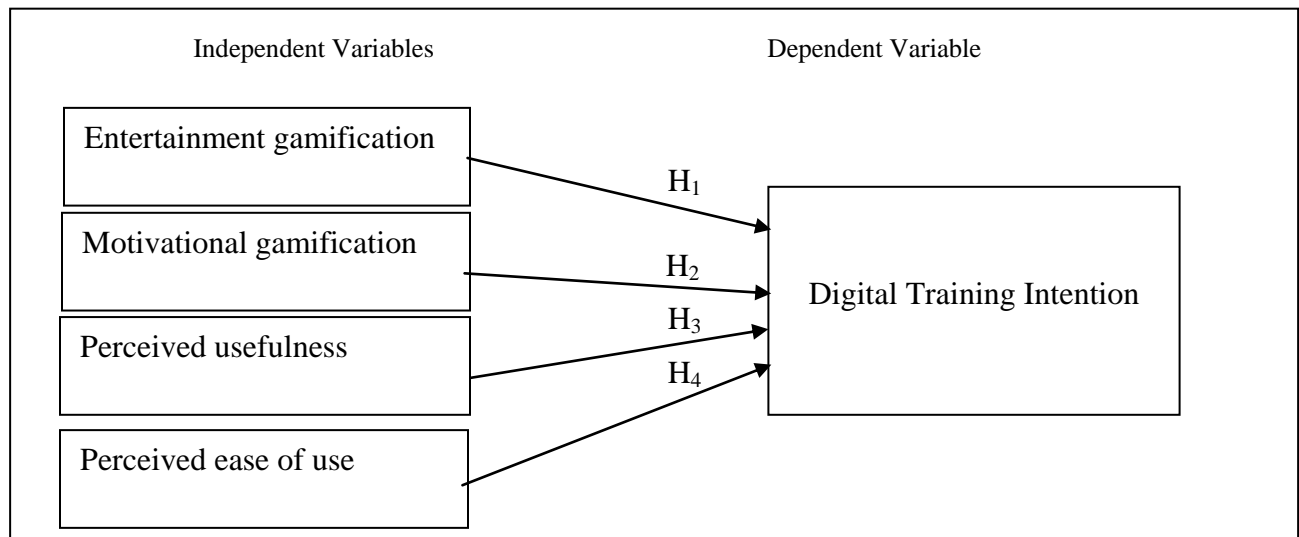 Independent Variables
Dependent Variable
Entertainment gamification
Motivational gamification
Perceived usefulness
Perceived ease of use
H₁
H₂
H₃
H₄
Digital Training Intention